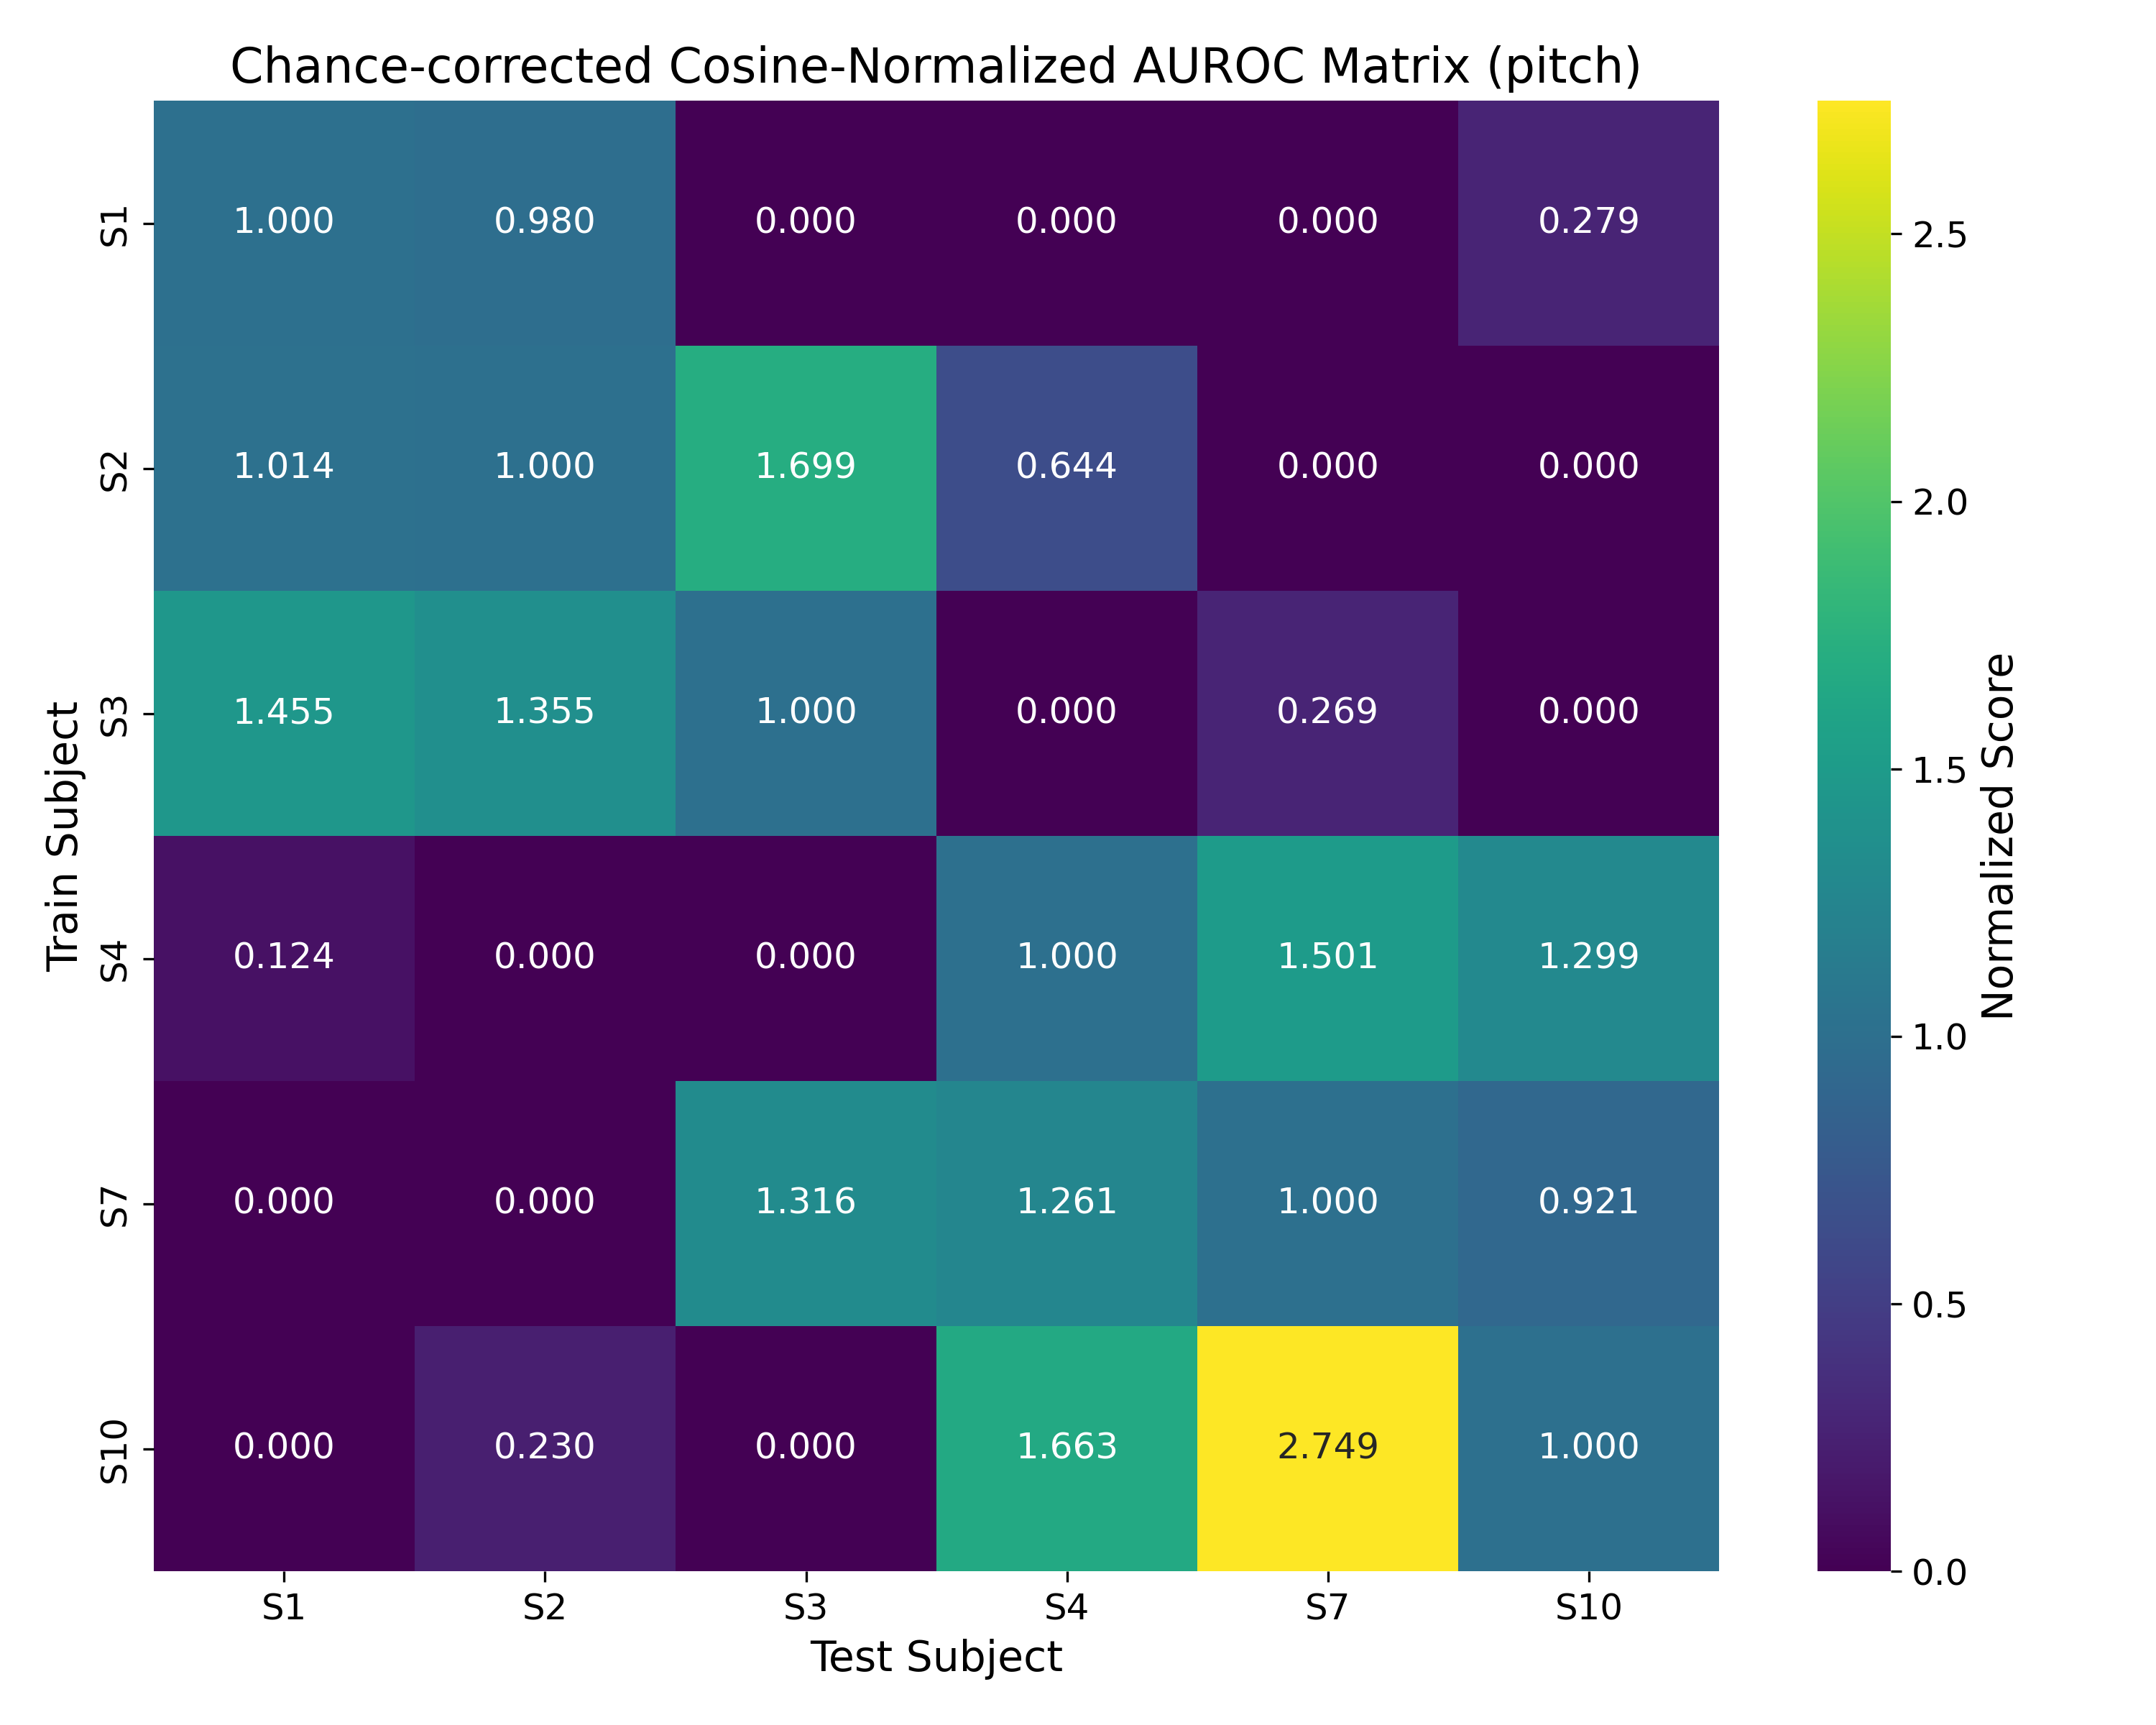 Chance-corrected Cosine-Normalized AUROC Matrix (pitch)
Train Subject
S1 1.000 0.980 0.000 0.000 0.000 0.279
S2 1.014 1.000 1.699 0.644 0.000 0.000
S3 1.455 1.355 1.000 0.000 0.269 0.000
S4 0.124 0.000 0.000 1.000 1.501 1.299
S7 0.000 0.000 1.316 1.261 1.000 0.921
S10 0.000 0.230 0.000 1.663 2.749 1.000
S1 S2 S3 S4 S7 S10
Test Subject
2.5
2.0
1.5
1.0
0.5
0.0
Normalized Score